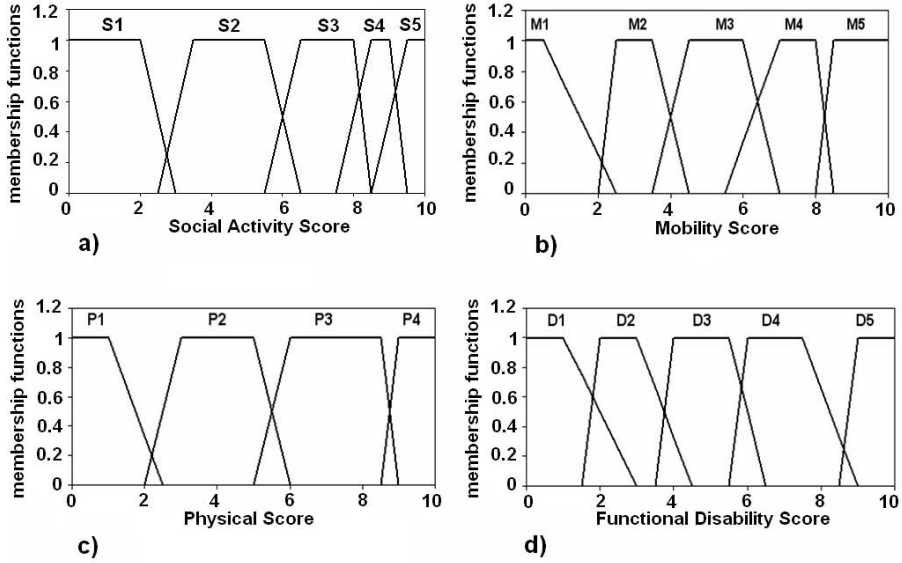 membership functions
1.2
1
0.8
0.6
0.4
0.2
0
S1 S2 S3 S4 S5
0 2 4 6 8 10
Social Activity Score
a)
membership functions
1.2
1
0.8
0.6
0.4
0.2
0
M1 M2 M3 M4 M5
0 2 4 6 8 10
Mobility Score
b)
membership functions
1.2
1
0.8
0.6
0.4
0.2
0
P1 P2 P3 P4
0 2 4 6 8 10
Physical Score
c)
membership functions
1.2
1
0.8
0.6
0.4
0.2
0
D1 D2 D3 D4 D5
0 2 4 6 8 10
Functional Disability Score
d)